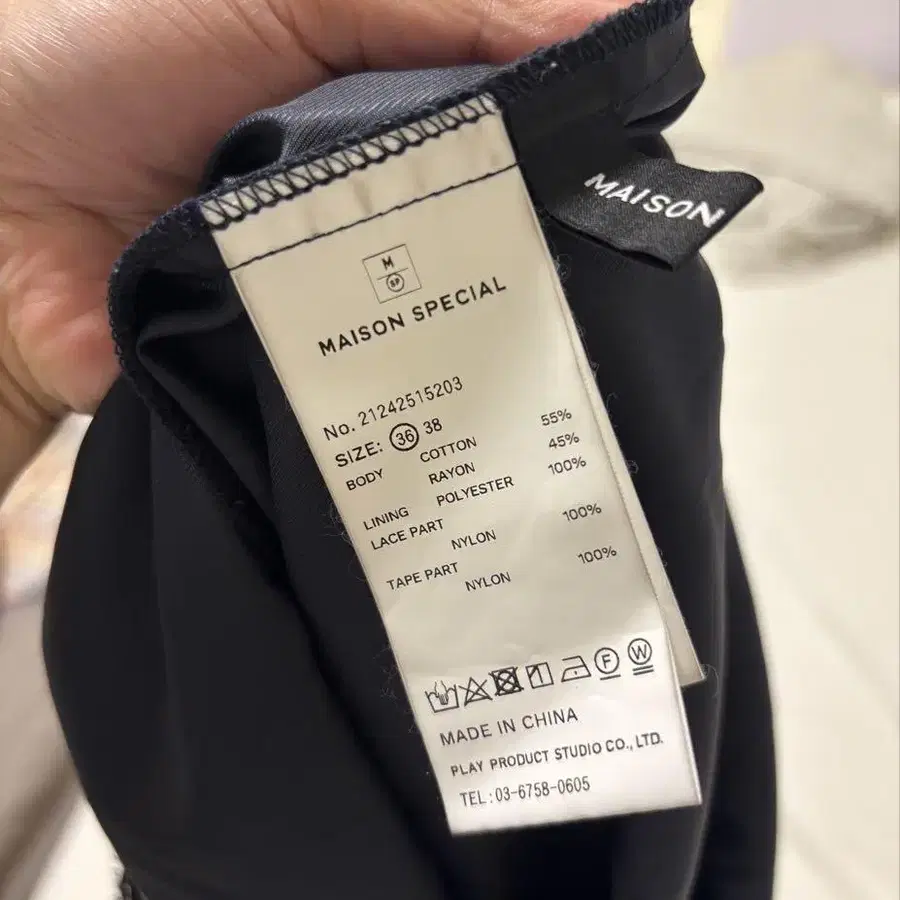 MAISON
M
SP
MAISON SPECIAL
No. 21242515203
SIZE: 36 38
BODY COTTON 55%
RAYON 45%
LINING POLYESTER 100%
LACE PART
NYLON 100%
TAPE PART
NYLON 100%
F W
MADE IN CHINA
PLAY PRODUCT STUDIO CO., LTD.
TEL : 03-6758-0605